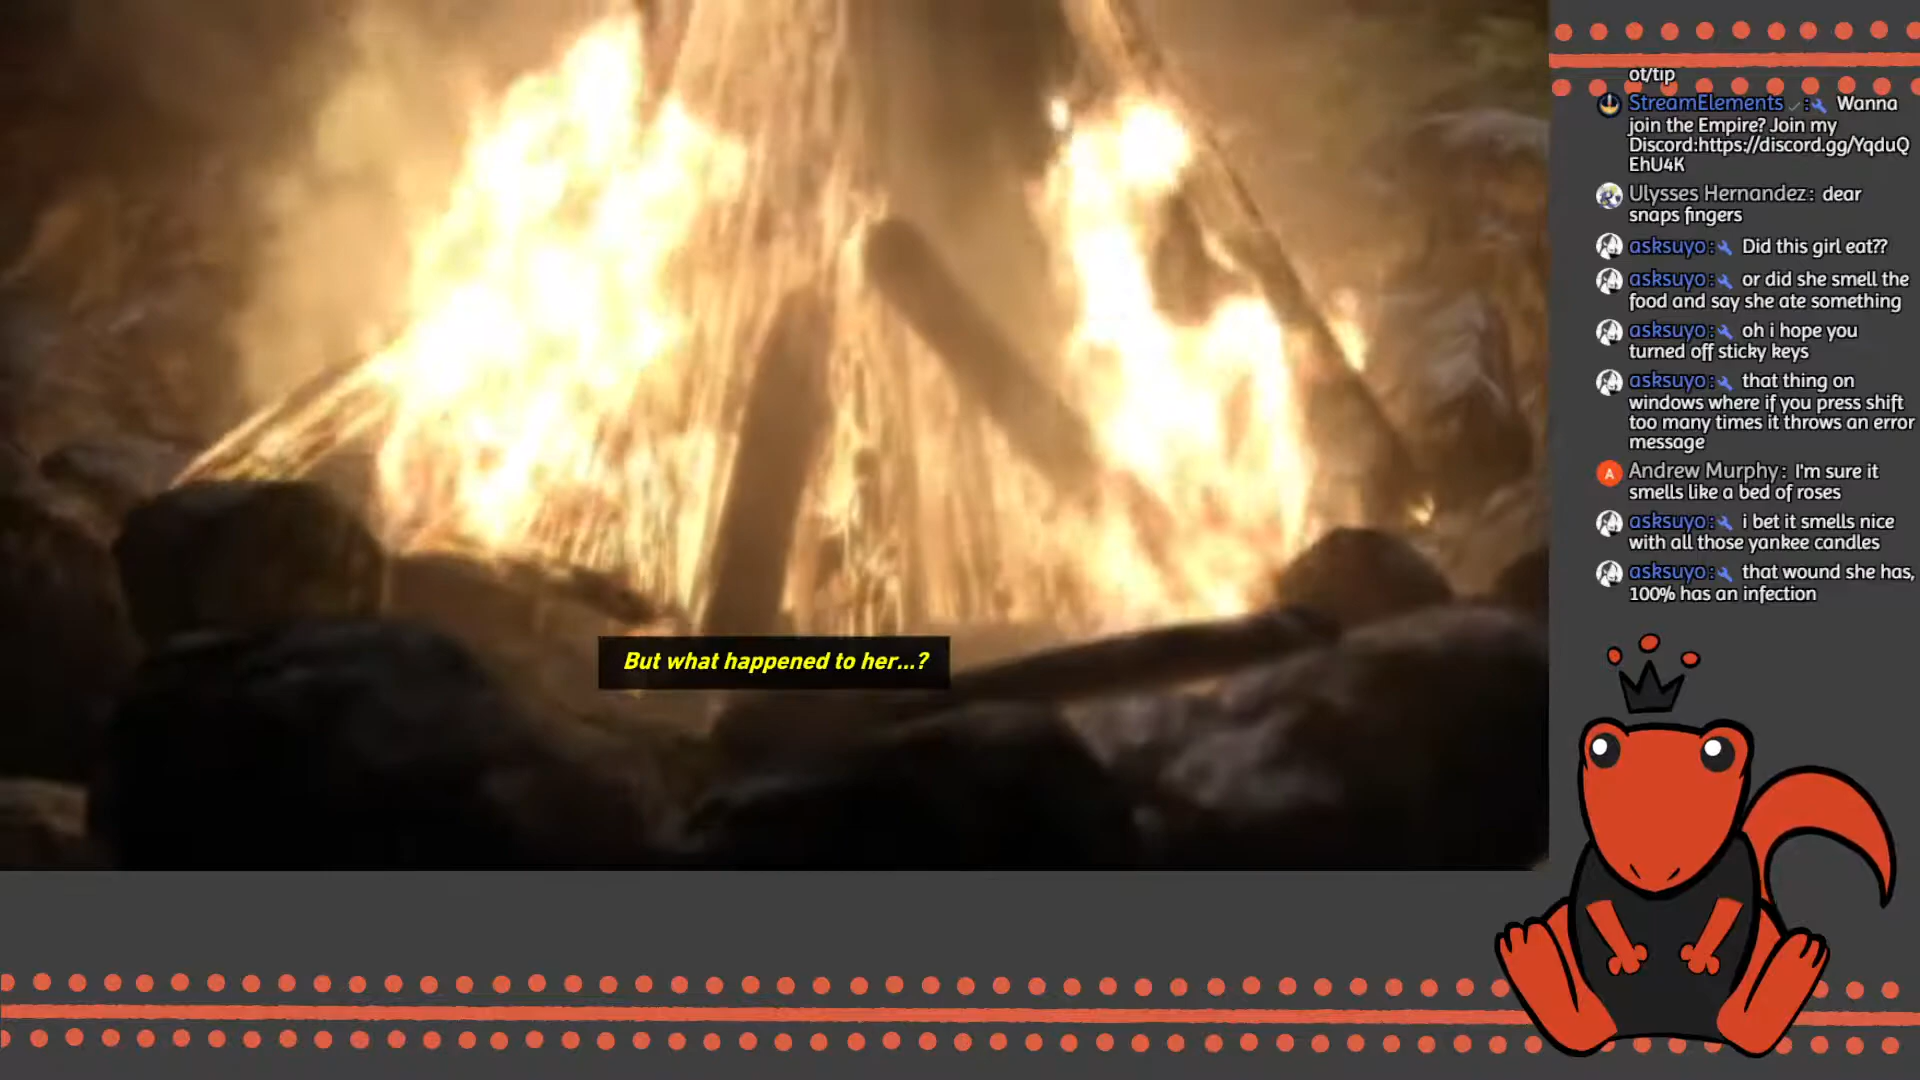 ot/tip
StreamElements Wanna
join the Empire? Join my
Discord:https://discord.gg/YqduQ
EhU4K
Ulysses Hernandez: dear
snaps fingers
asksuyo: Did this girl eat??
asksuyo: or did she smell the
food and say she ate something
asksuyo: oh i hope you
turned off sticky keys
asksuyo: that thing on
windows where if you press shift
too many times it throws an error
message
A Andrew Murphy: I'm sure it
smells like a bed of roses
asksuyo: i bet it smells nice
with all those yankee candles
asksuyo: that wound she has,
100% has an infection
But what happened to her...?